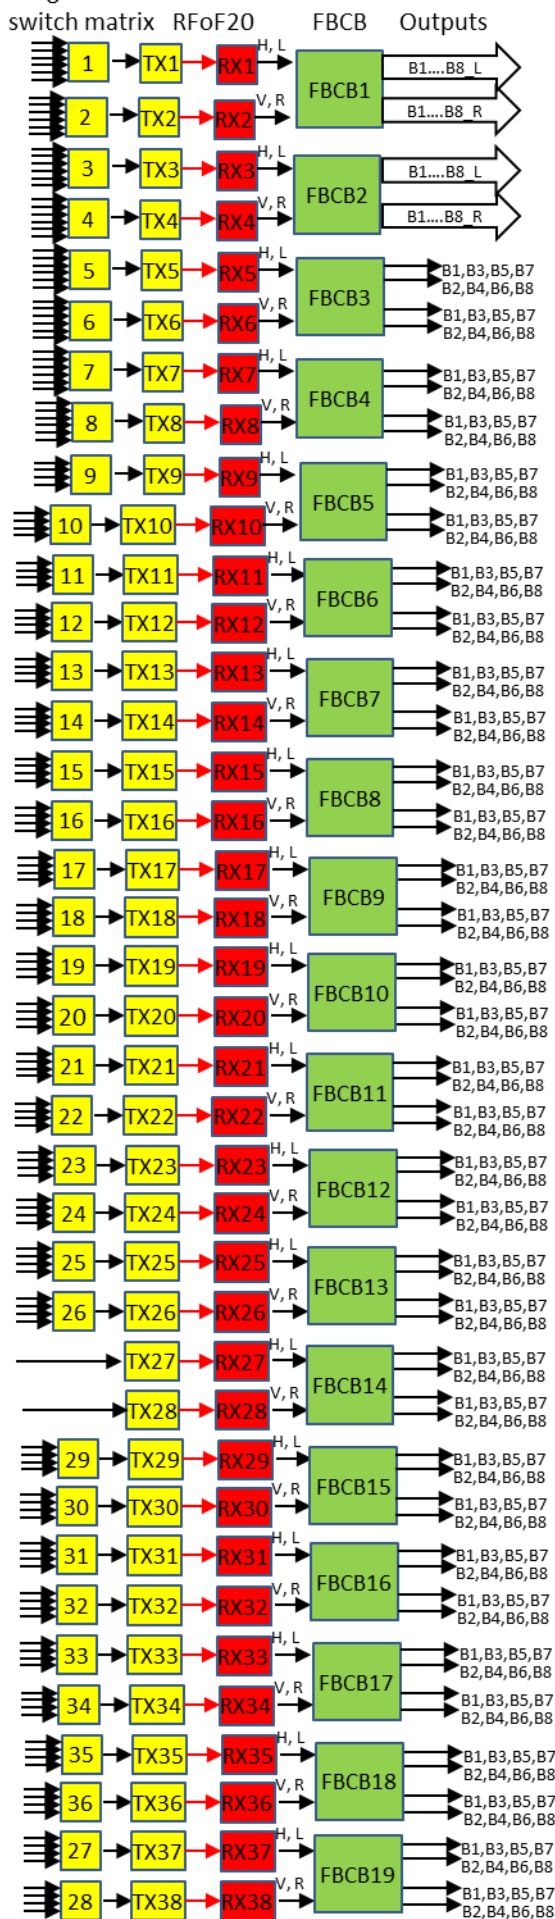 switch matrix RFoF20 FBCB Outputs
1 TX1 RX1 H, L FBCB1 B1....B8_L
2 TX2 RX2 V, R B1....B8_R
3 TX3 RX3 H, L FBCB2 B1....B8_L
4 TX4 RX4 V, R B1....B8_R
5 TX5 RX5 H, L FBCB3 B1,B3,B5,B7
B2,B4,B6,B8
6 TX6 RX6 V, R B1,B3,B5,B7
B2,B4,B6,B8
7 TX7 RX7 H, L FBCB4 B1,B3,B5,B7
B2,B4,B6,B8
8 TX8 RX8 V, R B1,B3,B5,B7
B2,B4,B6,B8
9 TX9 RX9 H, L FBCB5 B1,B3,B5,B7
B2,B4,B6,B8
10 TX10 RX10 V, R B1,B3,B5,B7
B2,B4,B6,B8
11 TX11 RX11 H, L FBCB6 B1,B3,B5,B7
B2,B4,B6,B8
12 TX12 RX12 V, R B1,B3,B5,B7
B2,B4,B6,B8
13 TX13 RX13 H, L FBCB7 B1,B3,B5,B7
B2,B4,B6,B8
14 TX14 RX14 V, R B1,B3,B5,B7
B2,B4,B6,B8
15 TX15 RX15 H, L FBCB8 B1,B3,B5,B7
B2,B4,B6,B8
16 TX16 RX16 V, R B1,B3,B5,B7
B2,B4,B6,B8
17 TX17 RX17 H, L FBCB9 B1,B3,B5,B7
B2,B4,B6,B8
18 TX18 RX18 V, R B1,B3,B5,B7
B2,B4,B6,B8
19 TX19 RX19 H, L FBCB10 B1,B3,B5,B7
B2,B4,B6,B8
20 TX20 RX20 V, R B1,B3,B5,B7
B2,B4,B6,B8
21 TX21 RX21 H, L FBCB11 B1,B3,B5,B7
B2,B4,B6,B8
22 TX22 RX22 V, R B1,B3,B5,B7
B2,B4,B6,B8
23 TX23 RX23 H, L FBCB12 B1,B3,B5,B7
B2,B4,B6,B8
24 TX24 RX24 V, R B1,B3,B5,B7
B2,B4,B6,B8
25 TX25 RX25 H, L FBCB13 B1,B3,B5,B7
B2,B4,B6,B8
26 TX26 RX26 V, R B1,B3,B5,B7
B2,B4,B6,B8
TX27 RX27 H, L FBCB14 B1,B3,B5,B7
B2,B4,B6,B8
TX28 RX28 V, R B1,B3,B5,B7
B2,B4,B6,B8
29 TX29 RX29 H, L FBCB15 B1,B3,B5,B7
B2,B4,B6,B8
30 TX30 RX30 V, R B1,B3,B5,B7
B2,B4,B6,B8
31 TX31 RX31 H, L FBCB16 B1,B3,B5,B7
B2,B4,B6,B8
32 TX32 RX32 V, R B1,B3,B5,B7
B2,B4,B6,B8
33 TX33 RX33 H, L FBCB17 B1,B3,B5,B7
B2,B4,B6,B8
34 TX34 RX34 V, R B1,B3,B5,B7
B2,B4,B6,B8
35 TX35 RX35 H, L FBCB18 B1,B3,B5,B7
B2,B4,B6,B8
36 TX36 RX36 V, R B1,B3,B5,B7
B2,B4,B6,B8
27 TX37 RX37 H, L FBCB19 B1,B3,B5,B7
B2,B4,B6,B8
28 TX38 RX38 V, R B1,B3,B5,B7
B2,B4,B6,B8